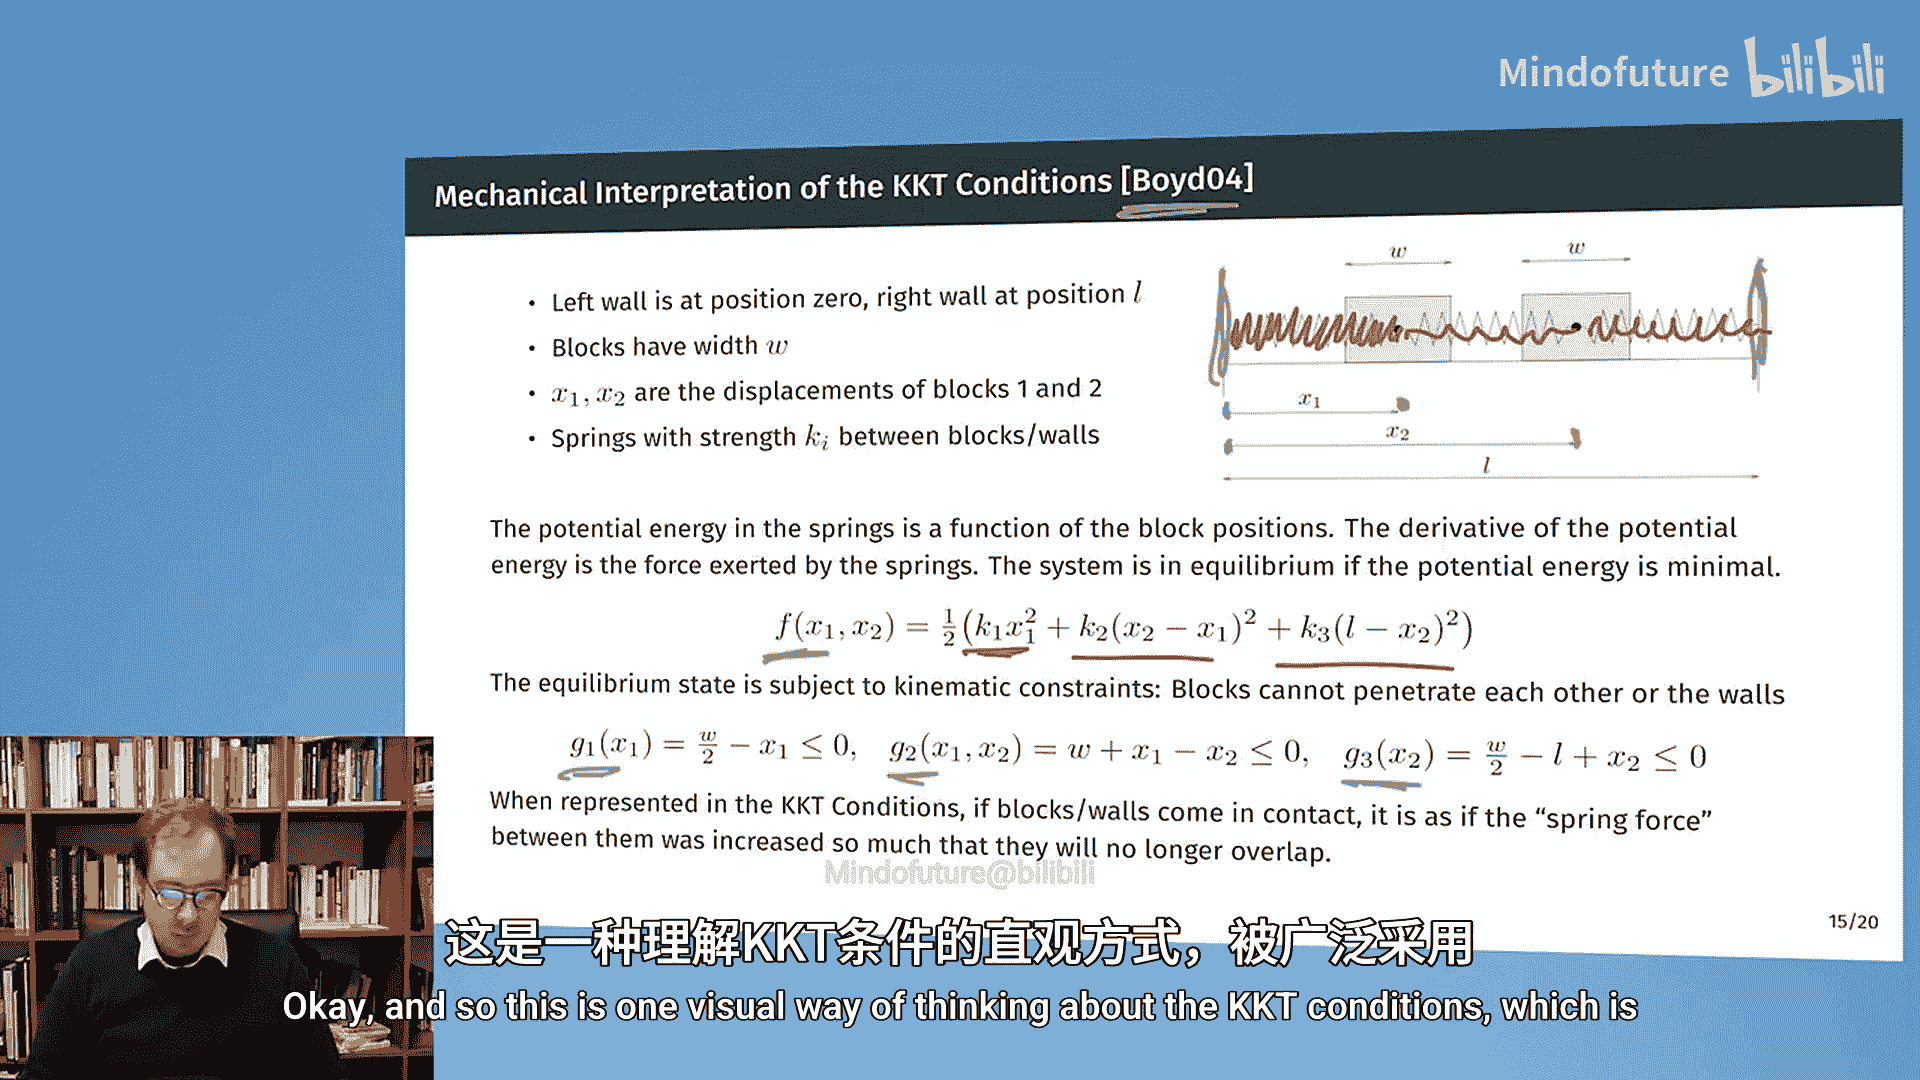 Mindofuture bilibili
Mechanical Interpretation of the KKT Conditions [Boyd04]
• Left wall is at position zero, right wall at position l
• Blocks have width w
• x₁, x₂ are the displacements of blocks 1 and 2
• Springs with strength kᵢ between blocks/walls
w w
x₁
x₂
l
The potential energy in the springs is a function of the block positions. The derivative of the potential
energy is the force exerted by the springs. The system is in equilibrium if the potential energy is minimal.
f(x₁, x₂) = ½(k₁x₁² + k₂(x₂ − x₁)² + k₃(l − x₂)²)
The equilibrium state is subject to kinematic constraints: Blocks cannot penetrate each other or the walls
g₁(x₁) = w/2 − x₁ ≤ 0, g₂(x₁, x₂) = w + x₁ − x₂ ≤ 0, g₃(x₂) = w/2 − l + x₂ ≤ 0
When represented in the KKT Conditions, if blocks/walls come in contact, it is as if the “spring force”
between them was increased so much that they will no longer overlap.
Mindofuture@bilibili
15/20
这是一种理解KKT条件的直观方式，被广泛采用
Okay, and so this is one visual way of thinking about the KKT conditions, which is